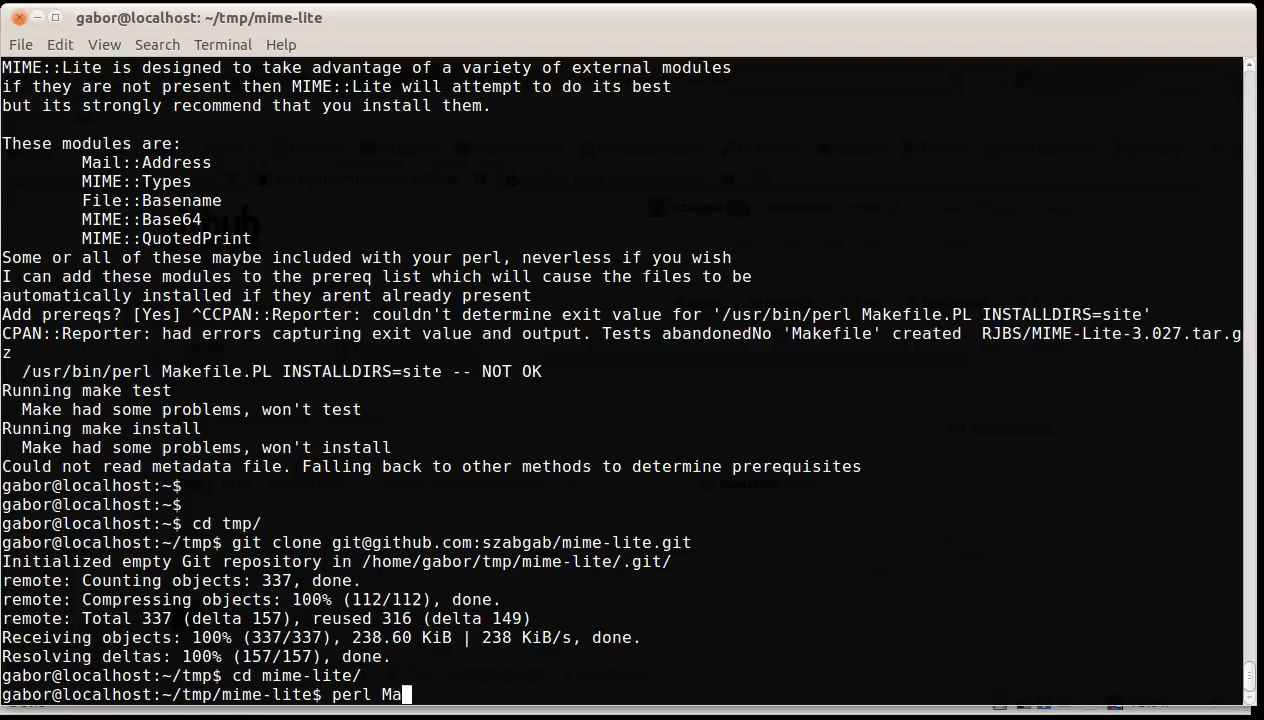 gabor@localhost: ~/tmp/mime-lite
File Edit View Search Terminal Help
MIME::Lite is designed to take advantage of a variety of external modules
if they are not present then MIME::Lite will attempt to do its best
but its strongly recommend that you install them.
These modules are:
Mail::Address
MIME::Types
File::Basename
MIME::Base64
MIME::QuotedPrint
Some or all of these maybe included with your perl, neverless if you wish
I can add these modules to the prereq list which will cause the files to be
automatically installed if they arent already present
Add prereqs? [Yes] ^CCPAN::Reporter: couldn't determine exit value for '/usr/bin/perl Makefile.PL INSTALLDIRS=site'
CPAN::Reporter: had errors capturing exit value and output. Tests abandonedNo 'Makefile' created  RJBS/MIME-Lite-3.027.tar.g
z
/usr/bin/perl Makefile.PL INSTALLDIRS=site -- NOT OK
Running make test
Make had some problems, won't test
Running make install
Make had some problems, won't install
Could not read metadata file. Falling back to other methods to determine prerequisites
gabor@localhost:~$
gabor@localhost:~$
gabor@localhost:~$ cd tmp/
gabor@localhost:~/tmp$ git clone git@github.com:szabgab/mime-lite.git
Initialized empty Git repository in /home/gabor/tmp/mime-lite/.git/
remote: Counting objects: 337, done.
remote: Compressing objects: 100% (112/112), done.
remote: Total 337 (delta 157), reused 316 (delta 149)
Receiving objects: 100% (337/337), 238.60 KiB | 238 KiB/s, done.
Resolving deltas: 100% (157/157), done.
gabor@localhost:~/tmp$ cd mime-lite/
gabor@localhost:~/tmp/mime-lite$ perl Ma